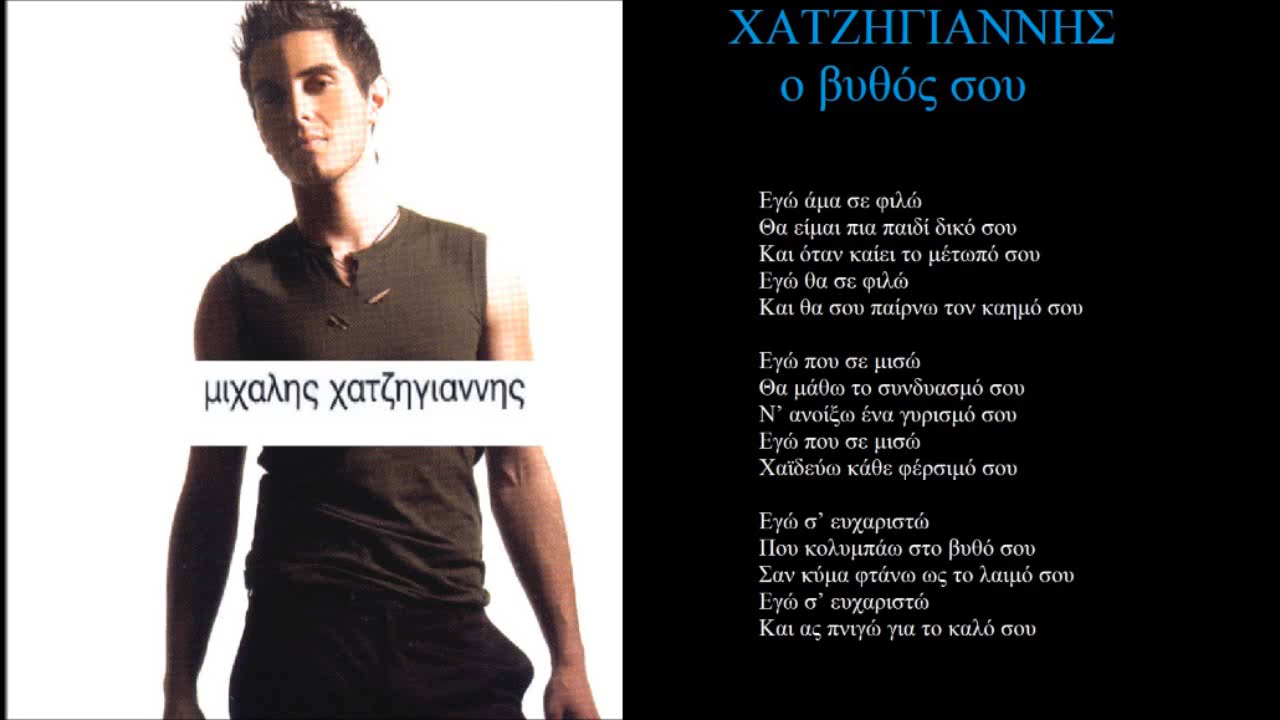 μιχαλης χατζηγιαννης
ΧΑΤΖΗΓΙΑΝΝΗΣ
ο βυθός σου
Εγώ άμα σε φιλώ
Θα είμαι πια παιδί δικό σου
Και όταν καίει το μέτωπό σου
Εγώ θα σε φιλώ
Και θα σου παίρνω τον καημό σου
Εγώ που σε μισώ
Θα μάθω το συνδυασμό σου
Ν’ ανοίξω ένα γυρισμό σου
Εγώ που σε μισώ
Χαϊδεύω κάθε φέρσιμό σου
Εγώ σ’ ευχαριστώ
Που κολυμπάω στο βυθό σου
Σαν κύμα φτάνω ως το λαιμό σου
Εγώ σ’ ευχαριστώ
Και ας πνιγώ για το καλό σου